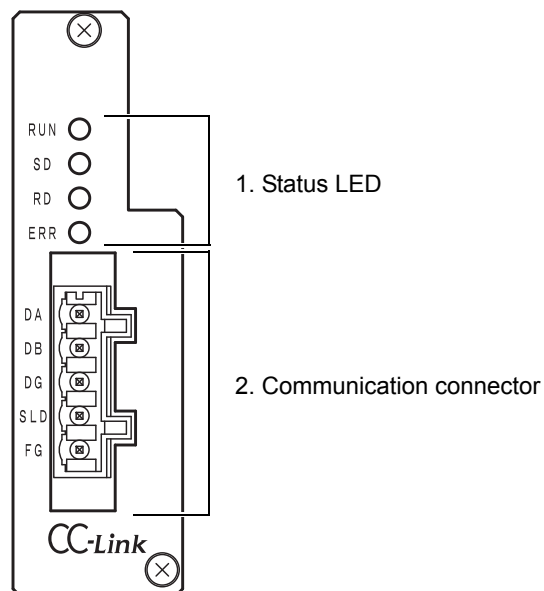 RUN
SD
RD
ERR
1. Status LED
DA
DB
DG
SLD
FG
2. Communication connector
CC-Link